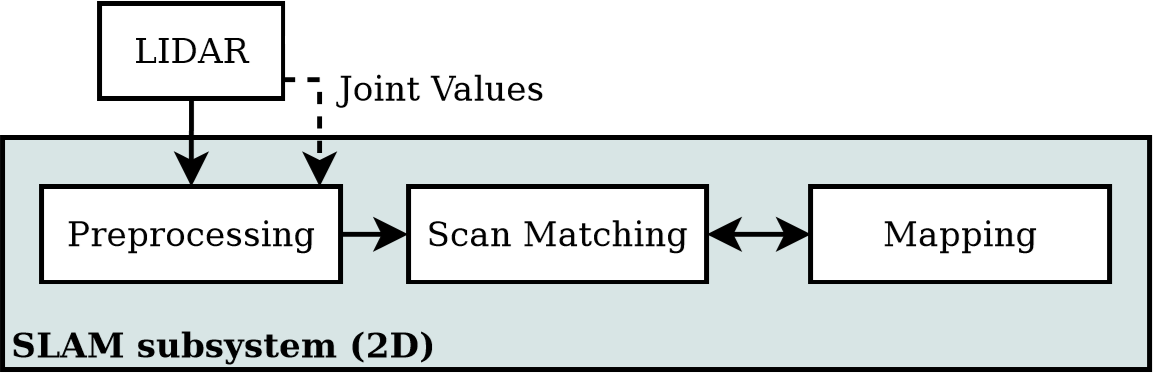 LIDAR
Joint Values
Preprocessing
Scan Matching
Mapping
SLAM subsystem (2D)